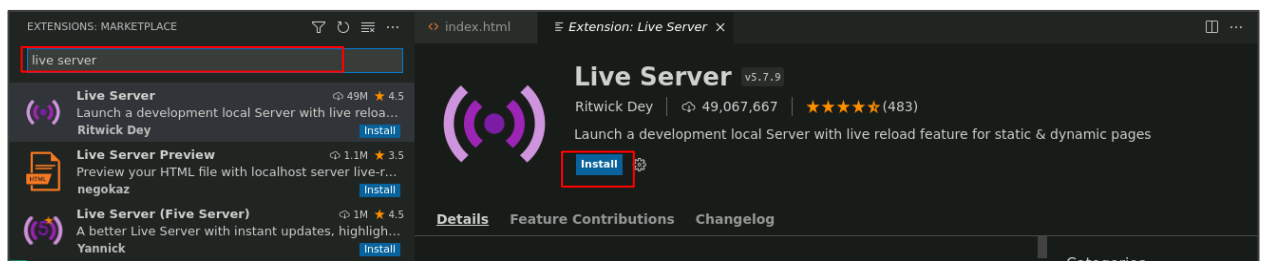 EXTENSIONS: MARKETPLACE
live server
Live Server 49M ★ 4.5
Launch a development local Server with live reloa...
Ritwick Dey Install
Live Server Preview 1.1M ★ 3.5
Preview your HTML file with localhost server live-r...
negokaz Install
HTML
Live Server (Five Server) 1M ★ 4.5
A better Live Server with instant updates, highligh...
Yannick Install
5
index.html
Extension: Live Server
Live Server v5.7.9
Ritwick Dey 49,067,667 (483)
Launch a development local Server with live reload feature for static & dynamic pages
Install
Details Feature Contributions Changelog
Categories